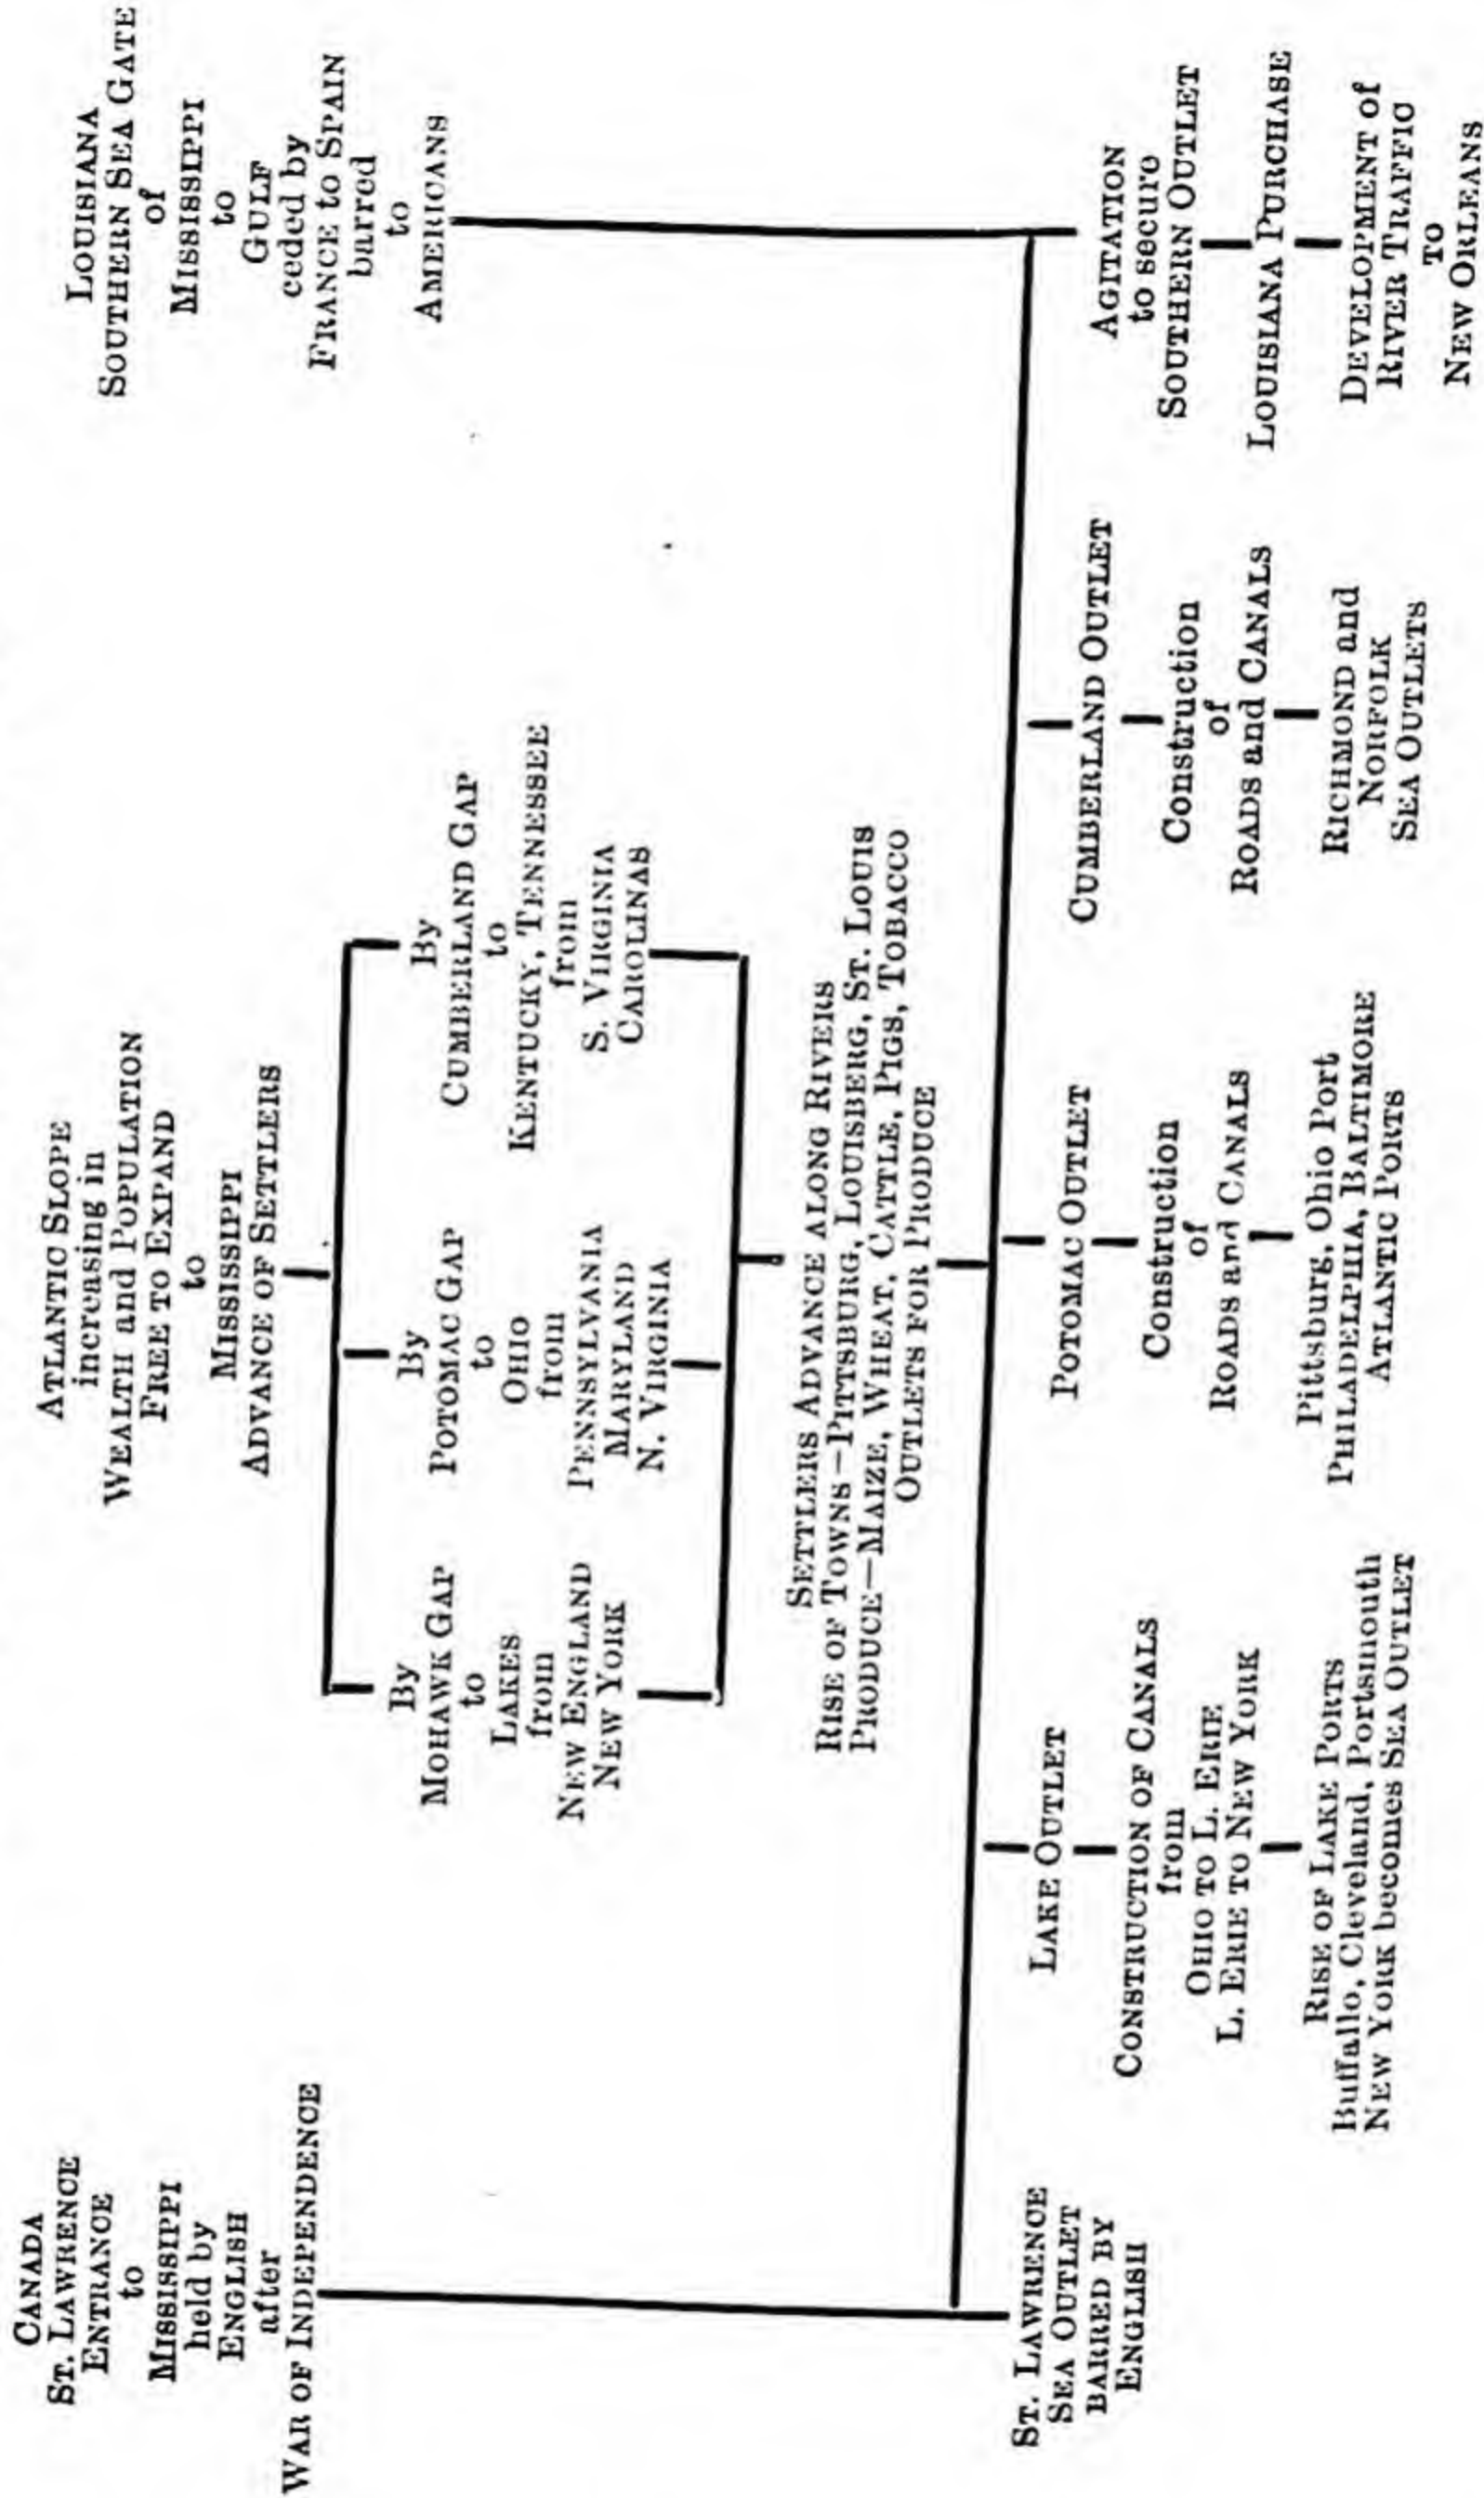 CANADA
ST. LAWRENCE
ENTRANCE
to
MISSISSIPPI
held by
ENGLISH
after
WAR OF INDEPENDENCE
ATLANTIC SLOPE
increasing in
WEALTH and POPULATION
FREE TO EXPAND
to
MISSISSIPPI
ADVANCE OF SETTLERS
LOUISIANA
SOUTHERN SEA GATE
of
MISSISSIPPI
to
GULF
ceded by
FRANCE to SPAIN
barred
to
AMERICANS
By
MOHAWK GAP
to
LAKES
from
NEW ENGLAND
NEW YORK
By
POTOMAC GAP
to
OHIO
from
PENNSYLVANIA
MARYLAND
N. VIRGINIA
By
CUMBERLAND GAP
to
KENTUCKY, TENNESSEE
from
S. VIRGINIA
CAROLINAS
SETTLERS ADVANCE ALONG RIVERS
RISE OF TOWNS—PITTSBURG, LOUISBERG, ST. LOUIS
PRODUCE—MAIZE, WHEAT, CATTLE, PIGS, TOBACCO
OUTLETS FOR PRODUCE
ST. LAWRENCE
SEA OUTLET
BARRED BY
ENGLISH
LAKE OUTLET
CONSTRUCTION OF CANALS
from
OHIO TO L. ERIE
L. ERIE TO NEW YORK
RISE OF LAKE PORTS
Buffallo, Cleveland, Portsmouth
NEW YORK becomes SEA OUTLET
POTOMAC OUTLET
Construction
of
ROADS and CANALS
Pittsburg, Ohio Port
PHILADELPHIA, BALTIMORE
ATLANTIC PORTS
CUMBERLAND OUTLET
Construction
of
ROADS and CANALS
RICHMOND and
NORFOLK
SEA OUTLETS
AGITATION
to secure
SOUTHERN OUTLET
LOUISIANA PURCHASE
DEVELOPMENT of
RIVER TRAFFIC
TO
NEW ORLEANS